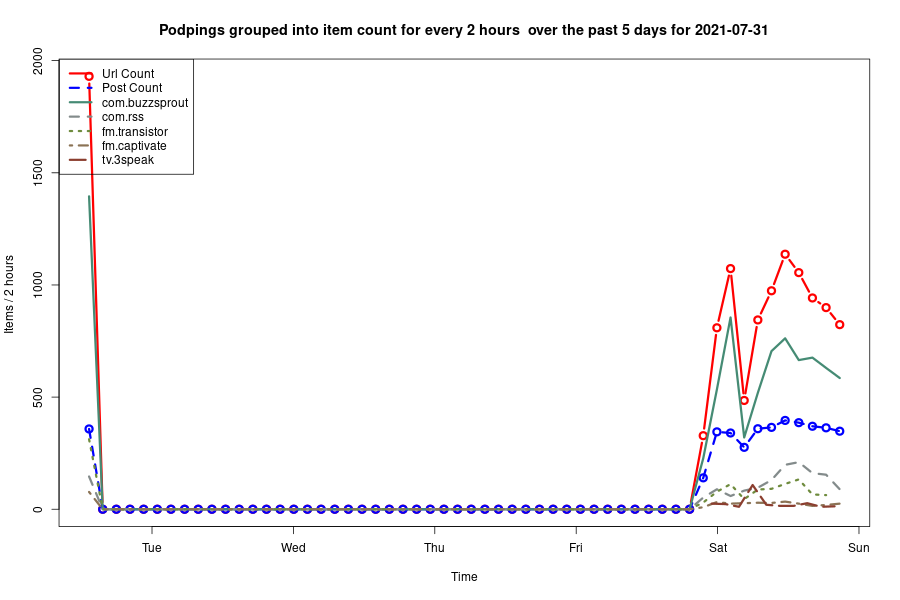 Podpings grouped into item count for every 2 hours  over the past 5 days for 2021-07-31
Url Count
Post Count
com.buzzsprout
com.rss
fm.transistor
fm.captivate
tv.3speak
Items / 2 hours
2000
1500
1000
500
0
Tue Wed Thu Fri Sat Sun
Time